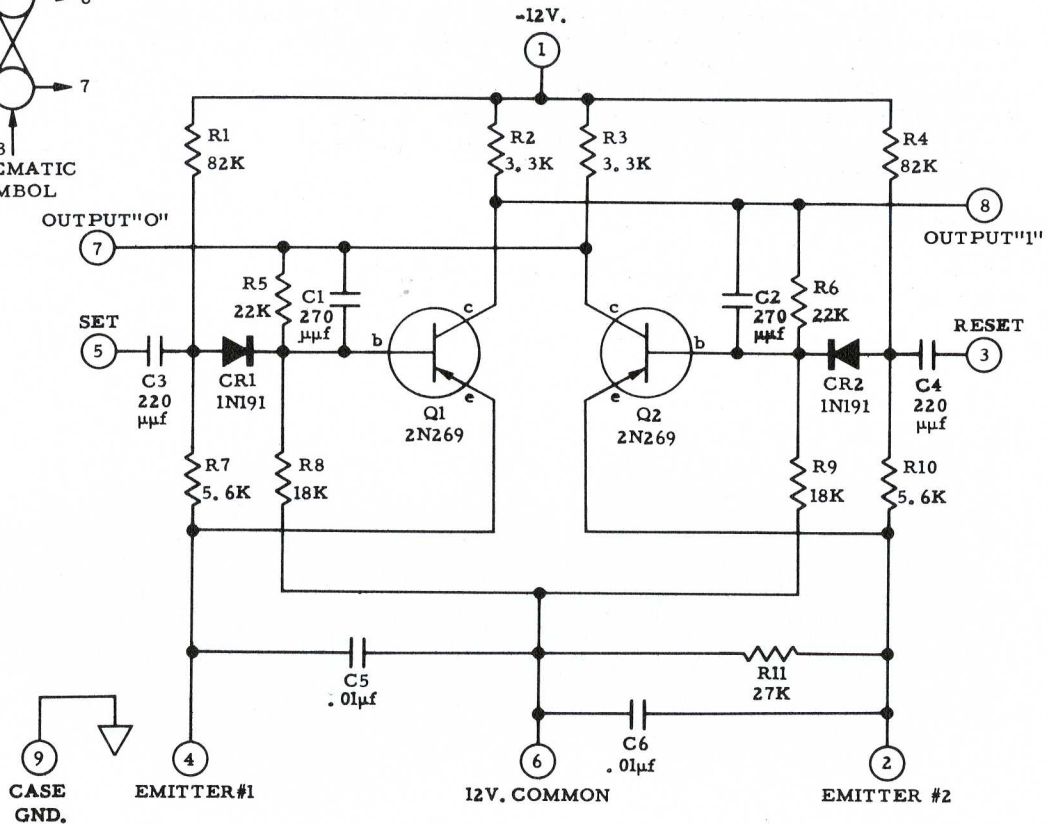 -12V.
1
7
R1
82K
R2
3.3K
R3
3.3K
R4
82K
OUTPUT"O"
7
8
OUTPUT"1"
R5
22K
C1
270
μμf
C2
270
μμf
R6
22K
SET
5
RESET
3
c
b
e
c
b
e
C3
220
μμf
CR1
1N191
Q1
2N269
Q2
2N269
CR2
1N191
C4
220
μμf
R7
5.6K
R8
18K
R9
18K
R10
5.6K
C5
.01μf
R11
27K
C6
.01μf
9
CASE
GND.
4
EMITTER#1
6
12V. COMMON
2
EMITTER #2